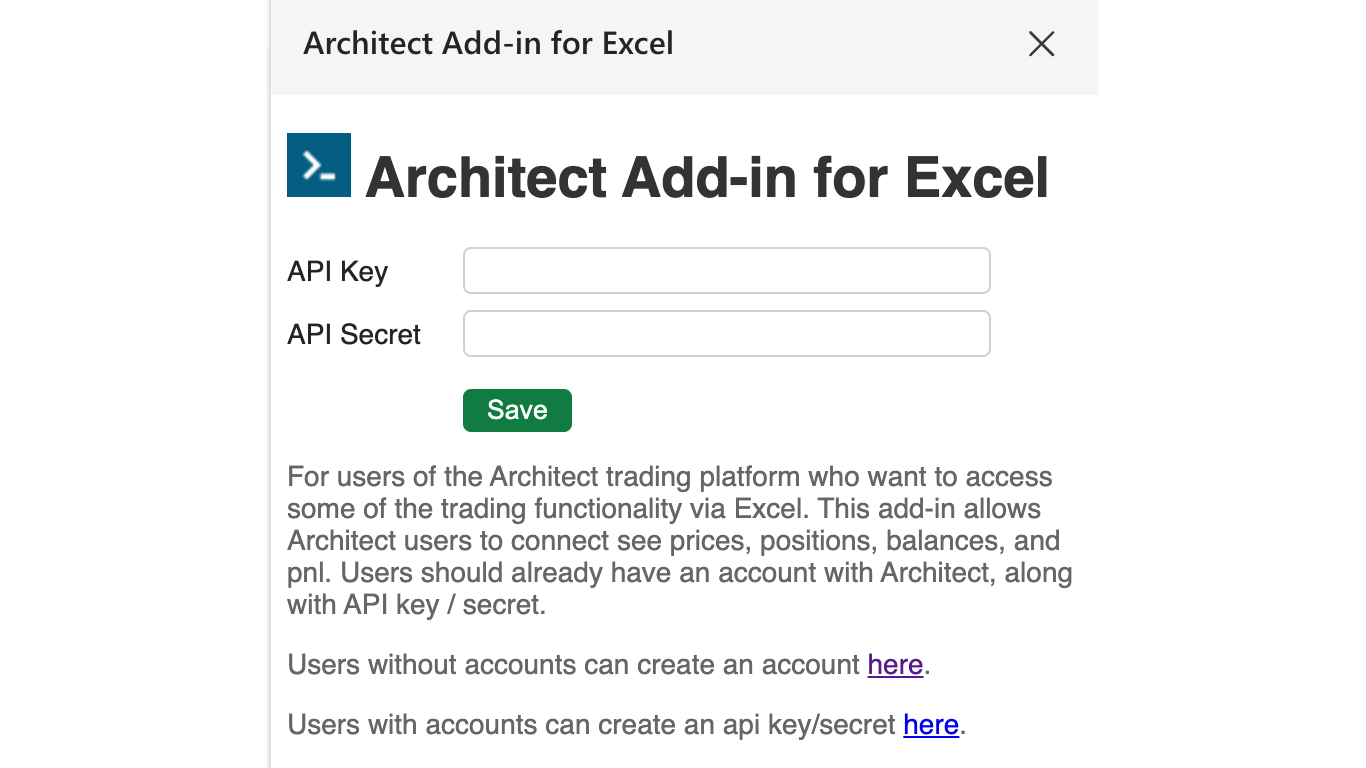 Architect Add-in for Excel
Architect Add-in for Excel
API Key
API Secret
Save
For users of the Architect trading platform who want to access
some of the trading functionality via Excel. This add-in allows
Architect users to connect see prices, positions, balances, and
pnl. Users should already have an account with Architect, along
with API key / secret.
Users without accounts can create an account here.
Users with accounts can create an api key/secret here.